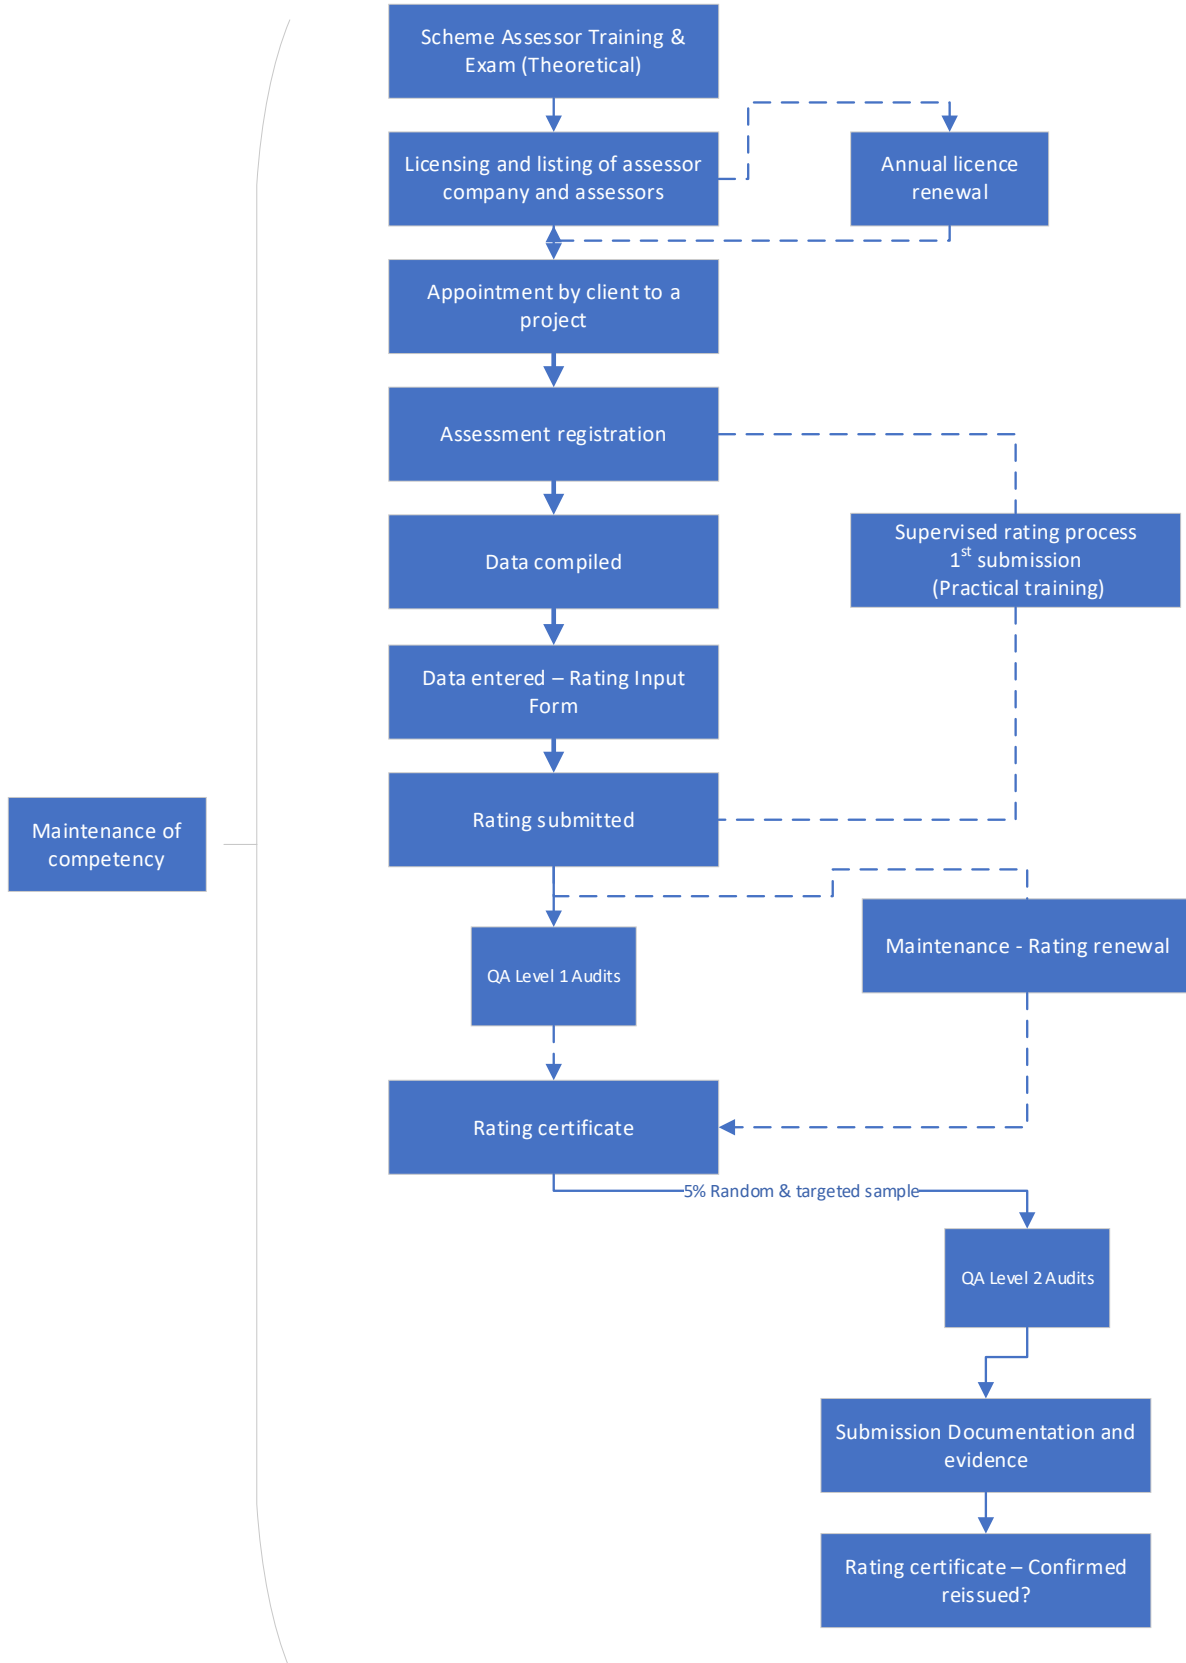 Scheme Assessor Training &
Exam (Theoretical)
Licensing and listing of assessor
company and assessors
Annual licence
renewal
Appointment by client to a
project
Assessment registration
Supervised rating process
1st submission
(Practical training)
Data compiled
Data entered – Rating Input
Form
Rating submitted
Maintenance of
competency
Maintenance - Rating renewal
QA Level 1 Audits
Rating certificate
5% Random & targeted sample
QA Level 2 Audits
Submission Documentation and
evidence
Rating certificate – Confirmed
reissued?